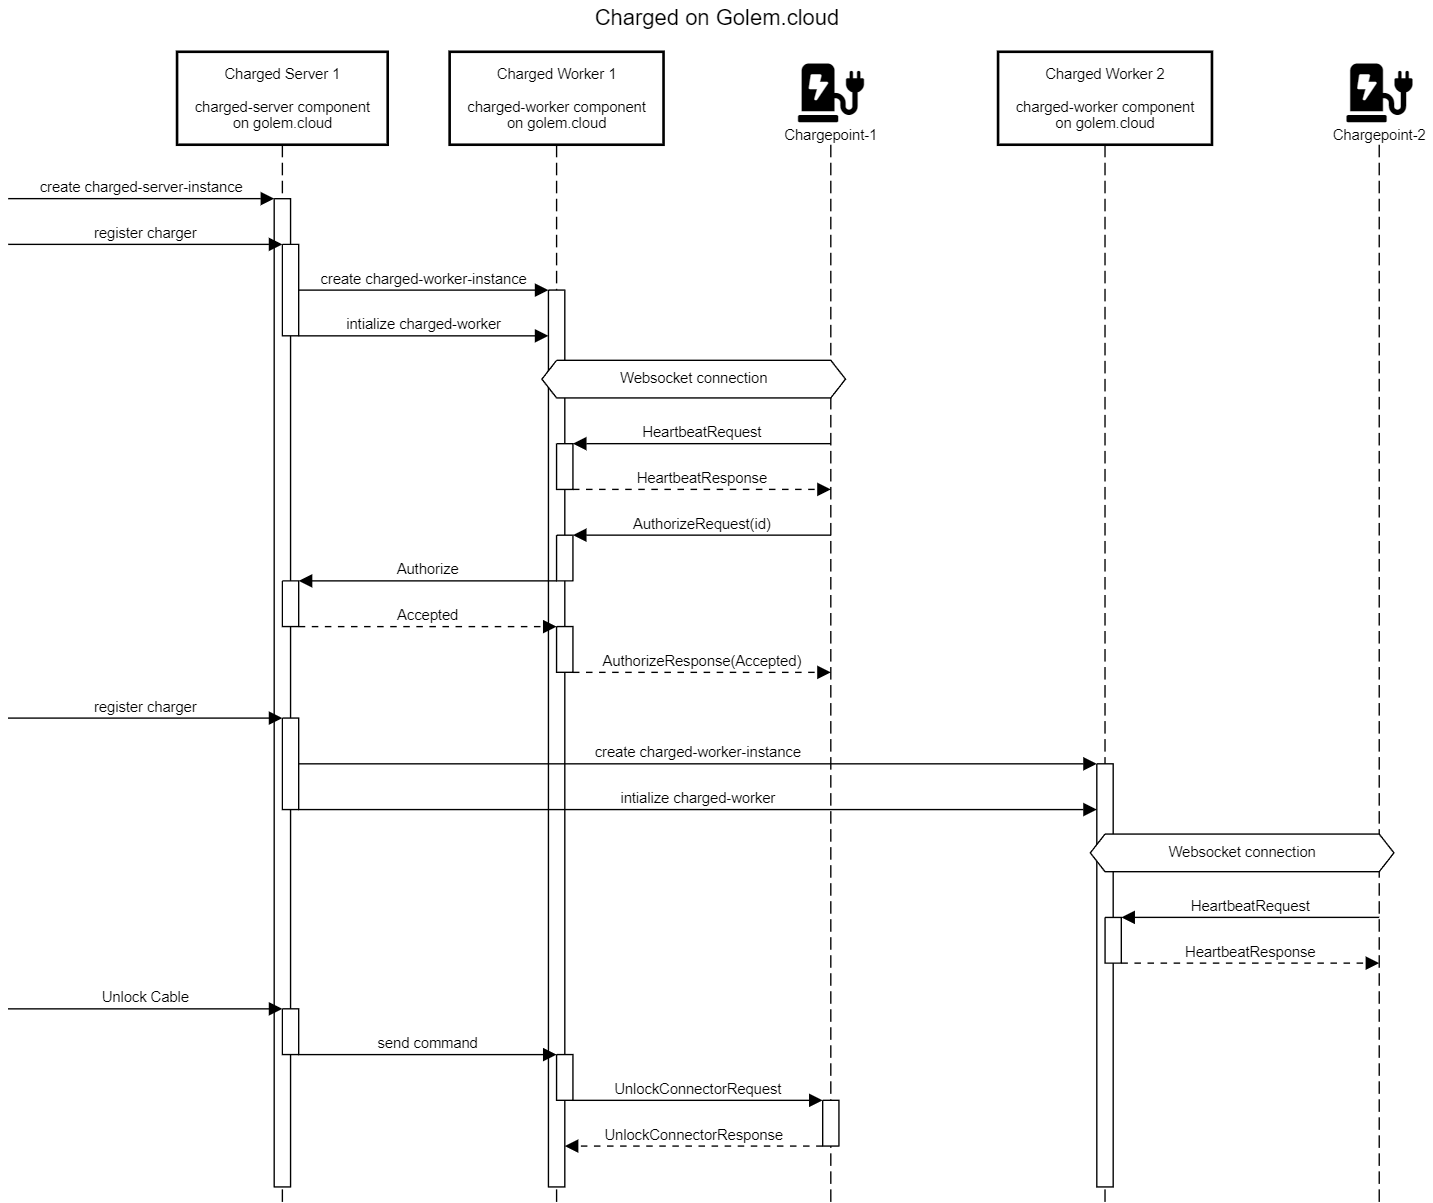 Charged on Golem.cloud
Charged Server 1
charged-server component
on golem.cloud
Charged Worker 1
charged-worker component
on golem.cloud
Chargepoint-1
Charged Worker 2
charged-worker component
on golem.cloud
Chargepoint-2
create charged-server-instance
register charger
create charged-worker-instance
intialize charged-worker
Websocket connection
HeartbeatRequest
HeartbeatResponse
AuthorizeRequest(id)
Authorize
Accepted
AuthorizeResponse(Accepted)
register charger
create charged-worker-instance
intialize charged-worker
Websocket connection
HeartbeatRequest
HeartbeatResponse
Unlock Cable
send command
UnlockConnectorRequest
UnlockConnectorResponse